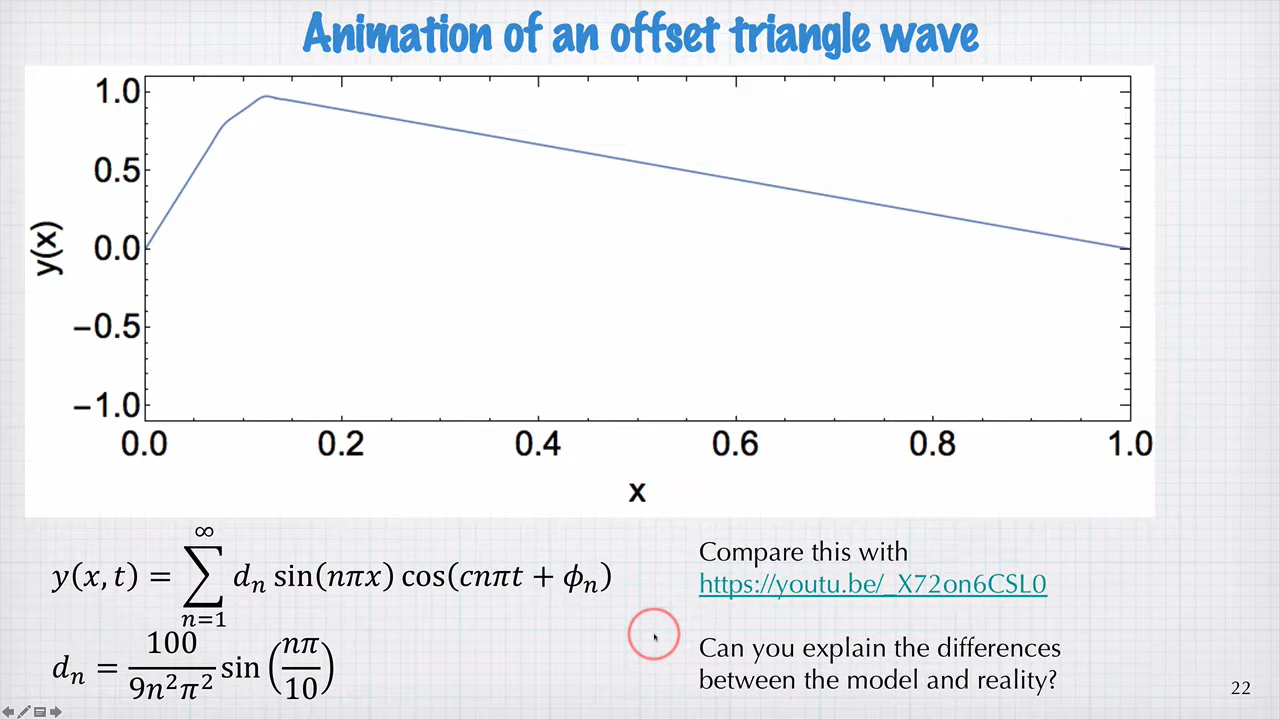 Animation of an offset triangle wave
1.0
0.5
0.0
−0.5
−1.0
y(x)
0.0 0.2 0.4 0.6 0.8 1.0
x
y(x, t) = ∑_{n=1}^{∞} d_n sin(nπx) cos(cnπt + ϕ_n)
d_n = 100/(9n²π²) sin(nπ/10)
Compare this with
https://youtu.be/_X72on6CSL0
Can you explain the differences
between the model and reality?
22